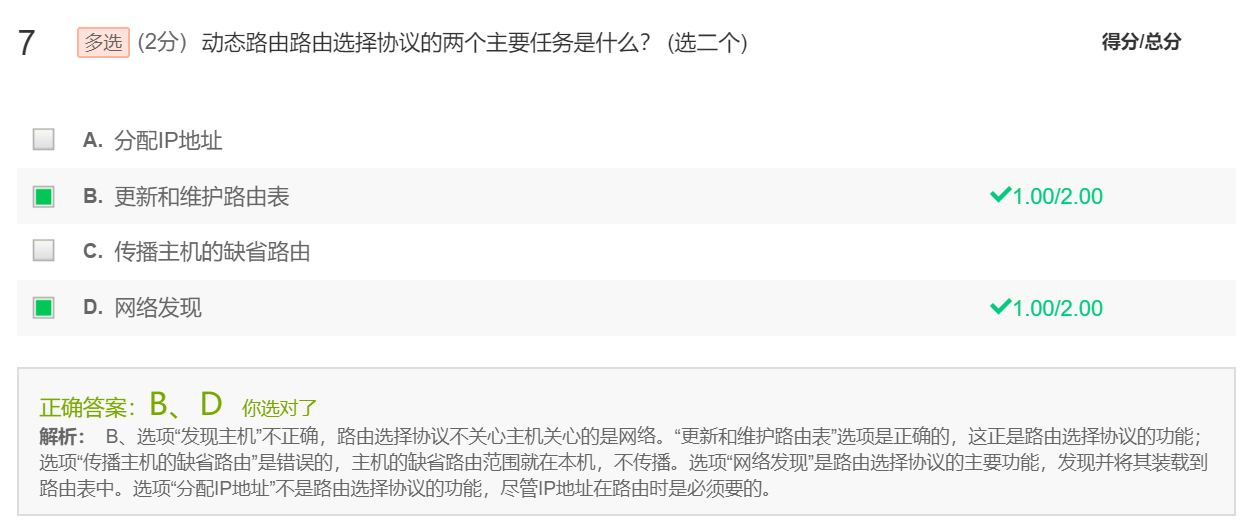 7 多选 (2分) 动态路由路由选择协议的两个主要任务是什么？ (选二个) 得分/总分
A. 分配IP地址
B. 更新和维护路由表 1.00/2.00
C. 传播主机的缺省路由
D. 网络发现 1.00/2.00
正确答案：B、D 你选对了
解析： B、选项“发现主机”不正确，路由选择协议不关心主机关心的是网络。“更新和维护路由表”选项是正确的，这正是路由选择协议的功能；
选项“传播主机的缺省路由”是错误的，主机的缺省路由范围就在本机，不传播。选项“网络发现”是路由选择协议的主要功能，发现并将其装载到
路由表中。选项“分配IP地址”不是路由选择协议的功能，尽管IP地址在路由时是必须要的。